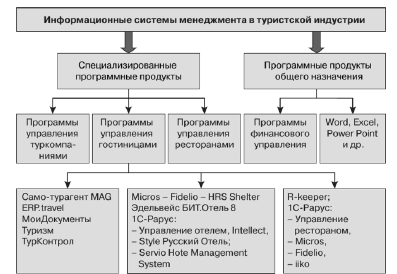 Информационные системы менеджмента в туристской индустрии
Специализированные
программные продукты
Программные продукты
общего назначения
Программы
управления
туркомпа-
ниями
Программы
управления
гостиницами
Программы
управления
ресторанами
Программы
финансового
управления
Word, Excel,
Power Point
и др.
Само-турагент MAG
ERP.travel
МоиДокументы
Туризм
ТурКонтрол
Micros – Fidelio – HRS Shelter
Эдельвейс БИТ.Отель 8
1С-Рарус:
– Управление отелем, Intellect,
– Style Русский Отель;
– Servio Hote Management
System
R-keeper;
1С-Рарус:
– Управление
рестораном,
– Micros,
– Fidelio,
– iiko